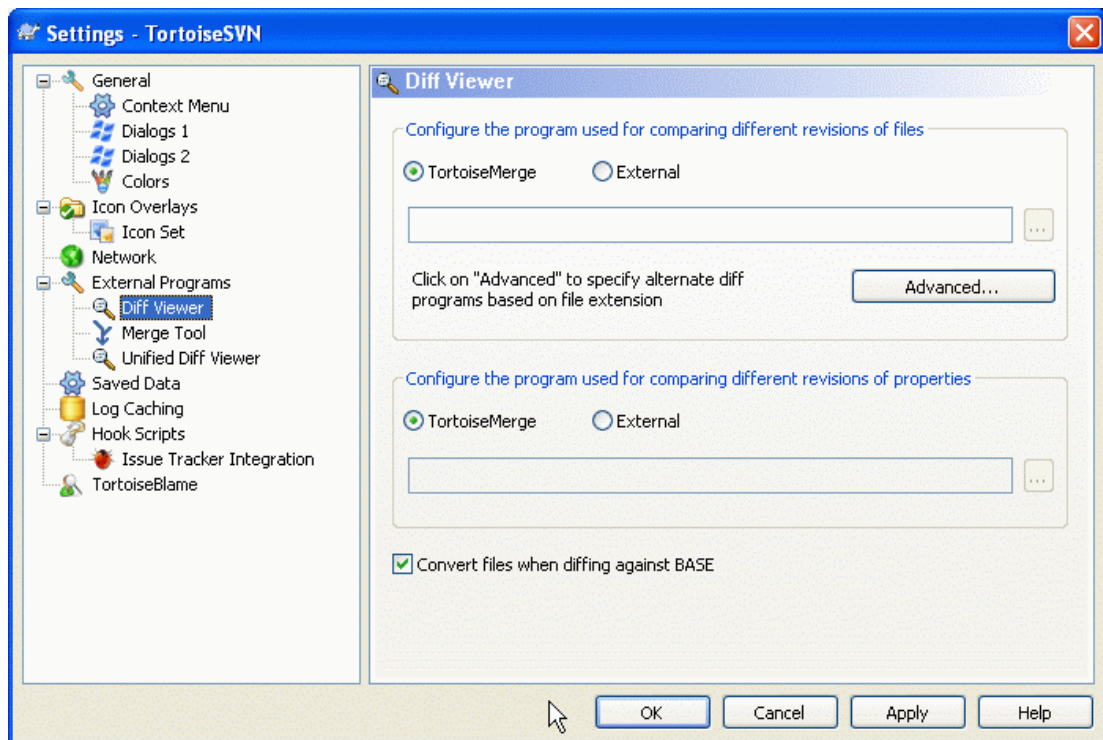 Settings - TortoiseSVN
General
Context Menu
Dialogs 1
Dialogs 2
Colors
Icon Overlays
Icon Set
Network
External Programs
Diff Viewer
Merge Tool
Unified Diff Viewer
Saved Data
Log Caching
Hook Scripts
Issue Tracker Integration
TortoiseBlame
Diff Viewer
Configure the program used for comparing different revisions of files
TortoiseMerge External
...
Click on "Advanced" to specify alternate diff
programs based on file extension
Advanced...
Configure the program used for comparing different revisions of properties
TortoiseMerge External
...
Convert files when diffing against BASE
OK Cancel Apply Help